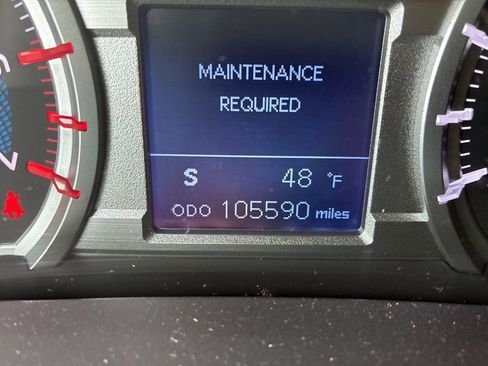 MAINTENANCE
REQUIRED
S 48 °F
ODO 105590 miles